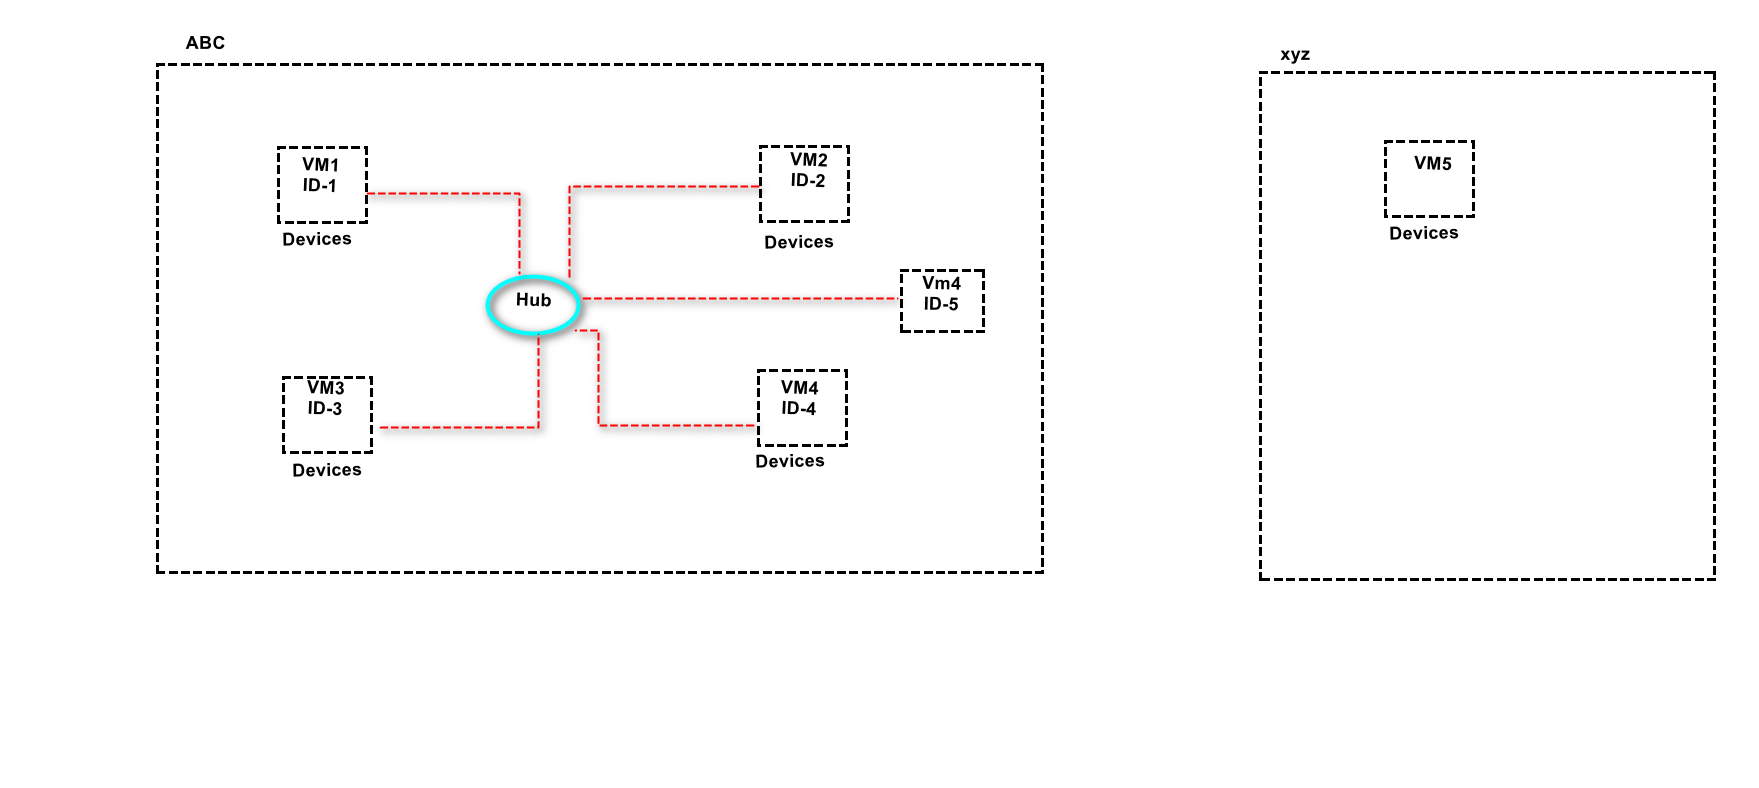 ABC
xyz
VM1
ID-1
Devices
VM2
ID-2
Devices
Hub
Vm4
ID-5
VM3
ID-3
Devices
VM4
ID-4
Devices
VM5
Devices